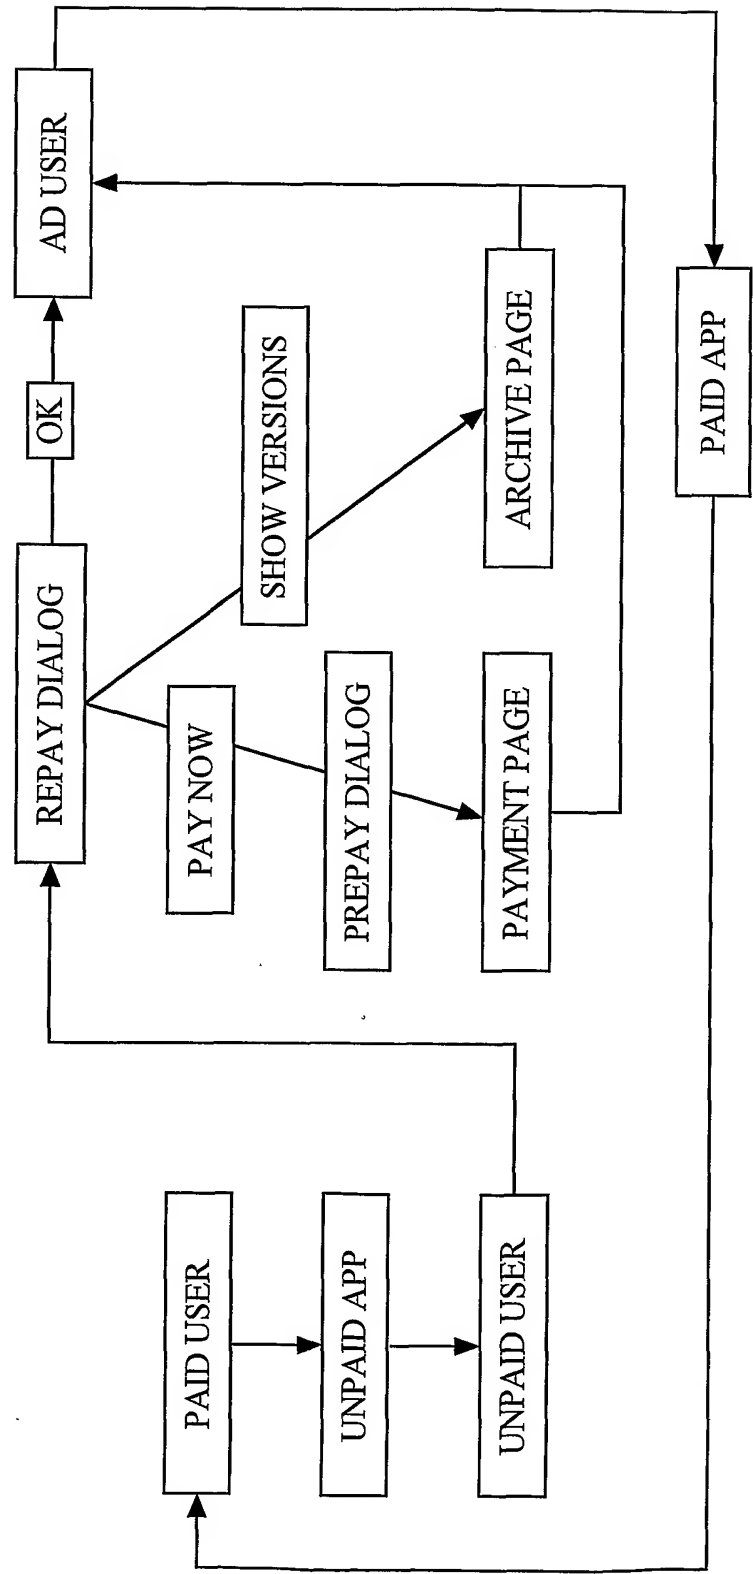 REPAY DIALOG
OK
AD USER
PAID USER
PAY NOW
SHOW VERSIONS
UNPAID APP
PREPAY DIALOG
UNPAID USER
PAYMENT PAGE
ARCHIVE PAGE
PAID APP